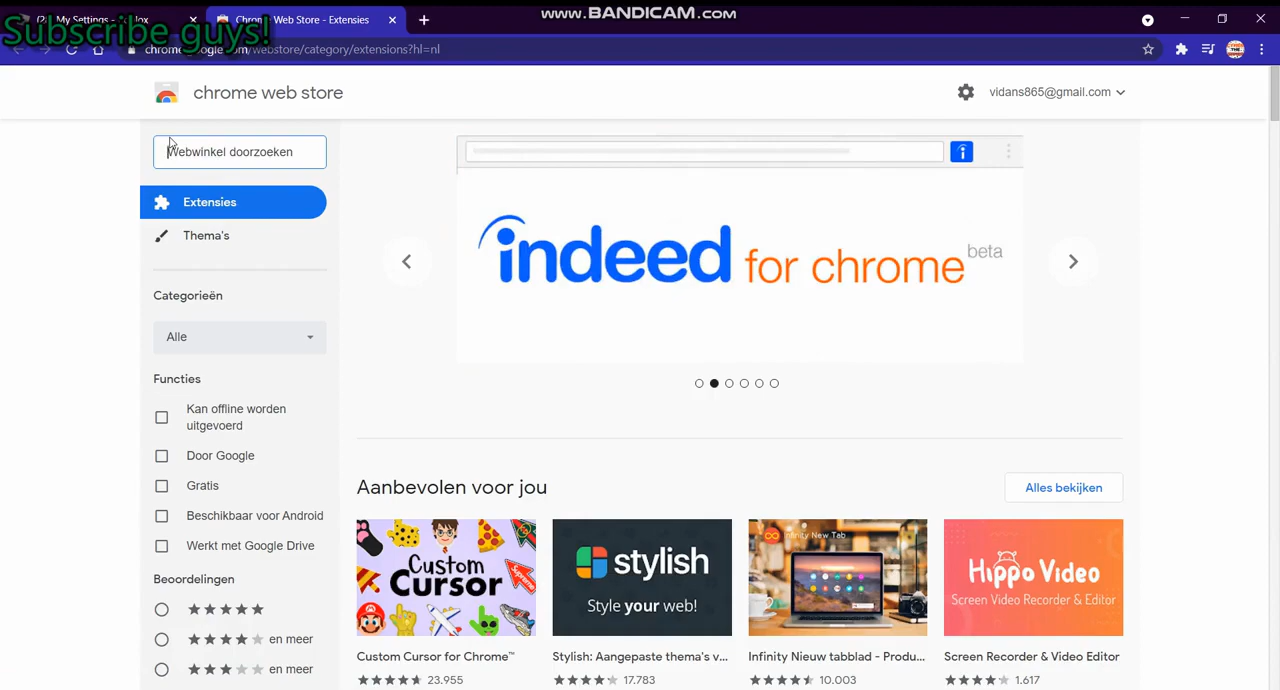 www.BANDICAM.com
My Settings
Chrome Web Store - Extensies
Subscribe guys!
/webstore/category/extensions?hl=nl
chrome web store
vidans865@gmail.com
Webwinkel doorzoeken
Extensies
Thema's
Categorieën
Alle
Functies
Kan offline worden
uitgevoerd
Door Google
Gratis
Beschikbaar voor Android
Werkt met Google Drive
Beoordelingen
en meer
en meer
indeed for chrome beta
Aanbevolen voor jou
Alles bekijken
Custom
Cursor
Supreme
stylish
Style your web!
Infinity New Tab
Hippo Video
Screen Video Recorder & Editor
Custom Cursor for Chrome™
Stylish: Aangepaste thema's v...
Infinity Nieuw tabblad - Produ...
Screen Recorder & Video Editor
23.955
17.783
10.003
1.617